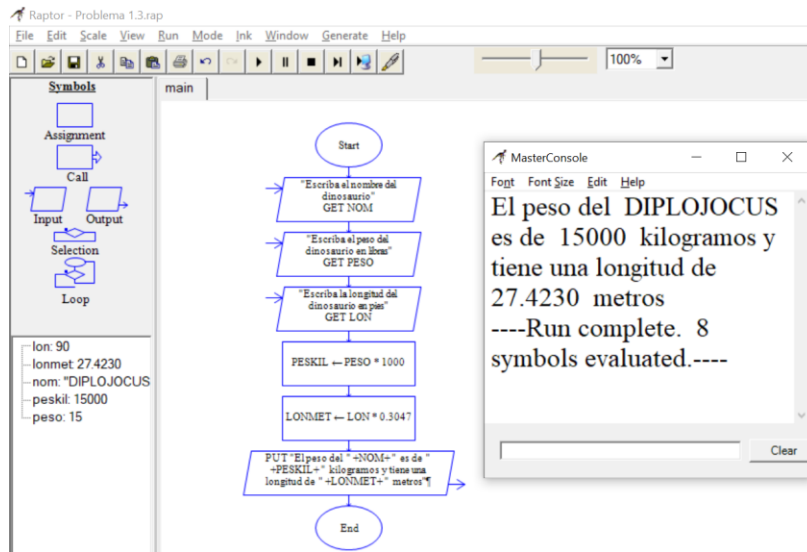 Raptor - Problema 1.3.rap
File Edit Scale View Run Mode Ink Window Generate Help
100%
Symbols
Assignment
Call
Input Output
Selection
Loop
lon: 90
lonmet: 27.4230
nom: "DIPLOJOCUS
peskil: 15000
peso: 15
main
Start
"Escriba el nombre del
dinosaurio"
GET NOM
"Escriba el peso del
dinosaurio en libras"
GET PESO
"Escriba la longitud del
dinosaurio en pies"
GET LON
PESKIL ← PESO * 1000
LONMET ← LON * 0.3047
PUT "El peso del " +NOM+" es de "
+PESKIL+" kilogramos y tiene una
longitud de " +LONMET+" metros"¶
End
MasterConsole
Font Font Size Edit Help
El peso del DIPLOJOCUS
es de 15000 kilogramos y
tiene una longitud de
27.4230 metros
----Run complete. 8
symbols evaluated.----
Clear